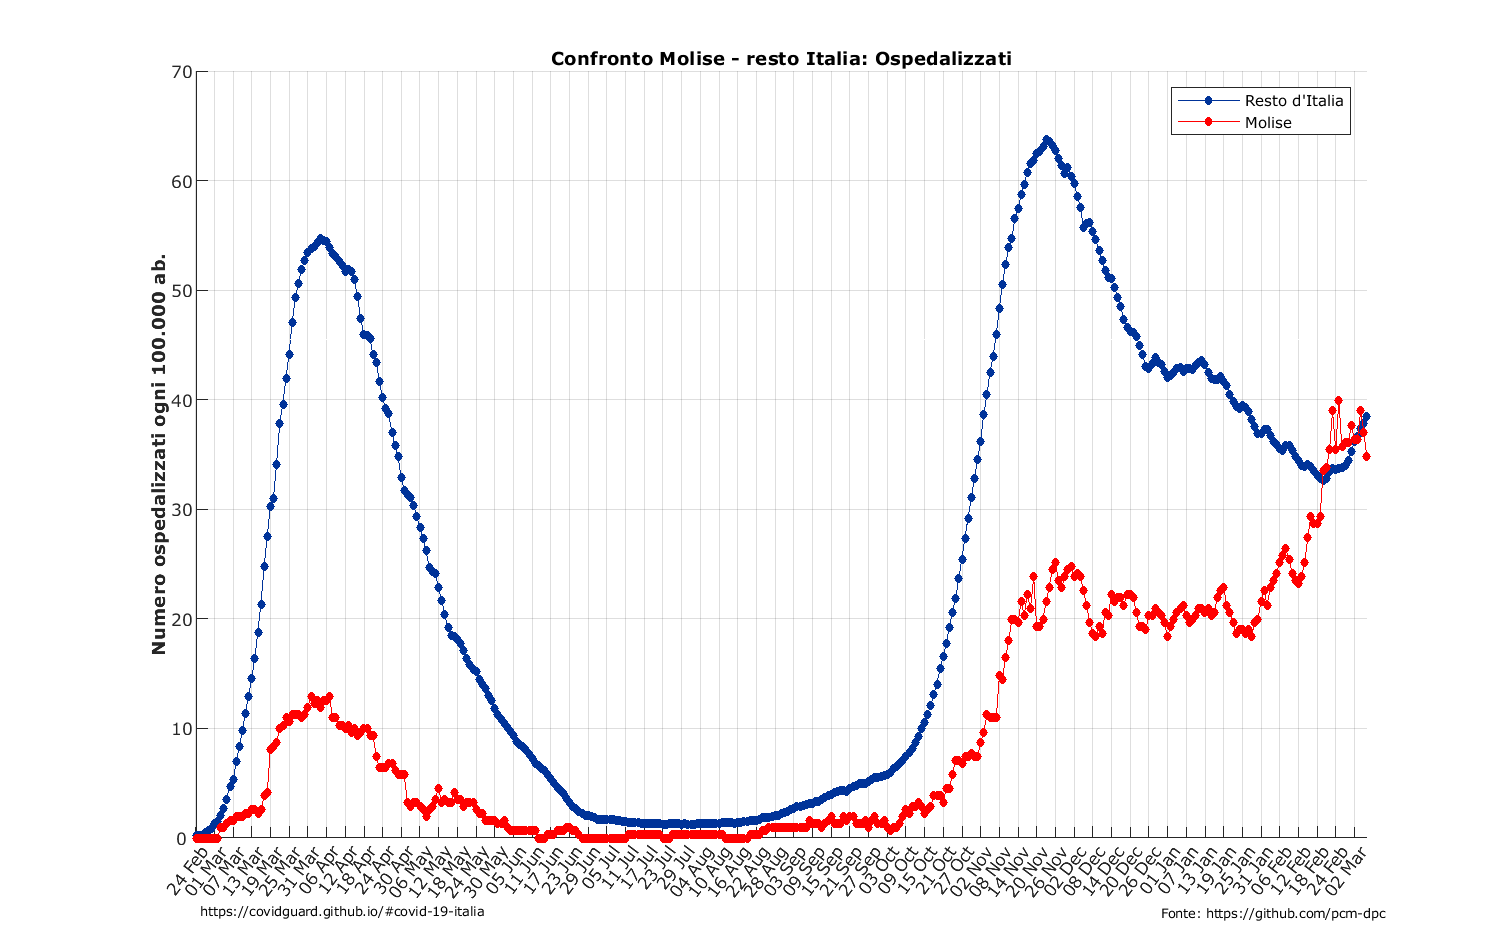 Confronto Molise - resto Italia: Ospedalizzati
Resto d'Italia
Molise
Numero ospedalizzati ogni 100.000 ab.
70
60
50
40
30
20
10
0
24 Feb
01 Mar
07 Mar
13 Mar
19 Mar
25 Mar
31 Mar
06 Apr
12 Apr
18 Apr
24 Apr
30 Apr
06 May
12 May
18 May
24 May
30 May
05 Jun
11 Jun
17 Jun
23 Jun
29 Jun
05 Jul
11 Jul
17 Jul
23 Jul
29 Jul
04 Aug
10 Aug
16 Aug
22 Aug
28 Aug
03 Sep
09 Sep
15 Sep
21 Sep
27 Sep
03 Oct
09 Oct
15 Oct
21 Oct
27 Oct
02 Nov
08 Nov
14 Nov
20 Nov
26 Nov
02 Dec
08 Dec
14 Dec
20 Dec
26 Dec
01 Jan
07 Jan
13 Jan
19 Jan
25 Jan
31 Jan
06 Feb
12 Feb
18 Feb
24 Feb
02 Mar
https://covidguard.github.io/#covid-19-italia
Fonte: https://github.com/pcm-dpc